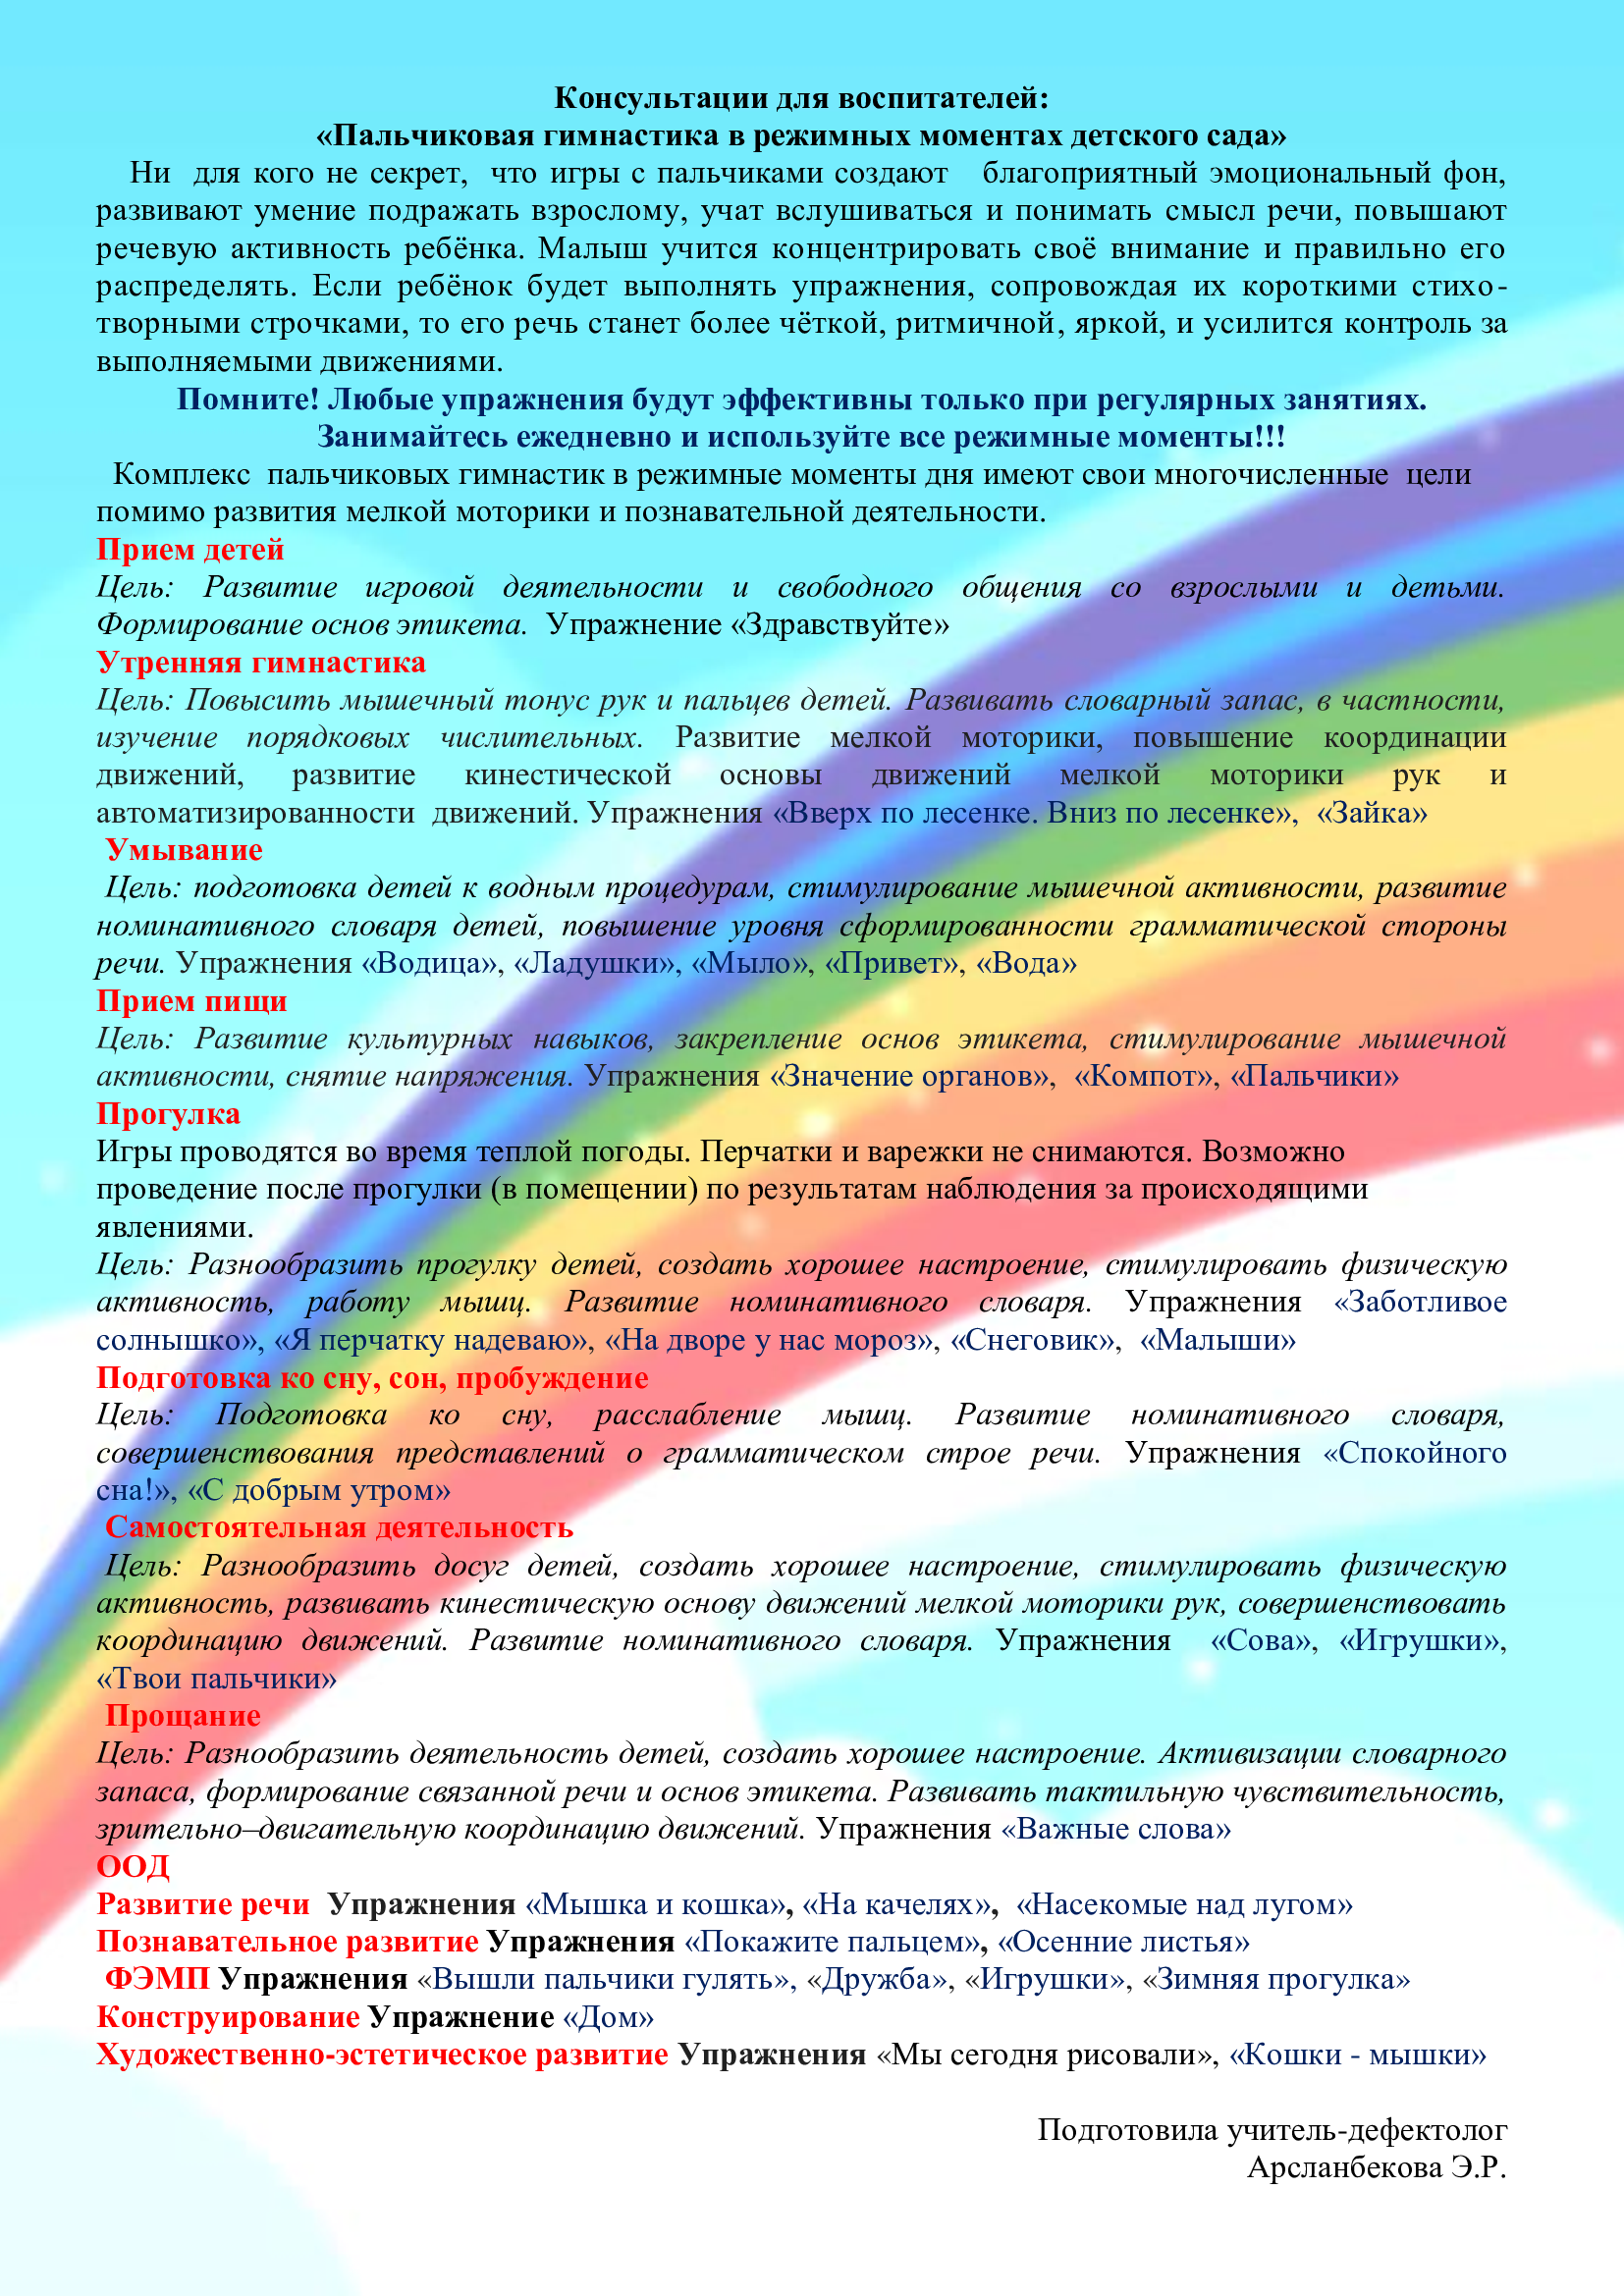 Консультации для воспитателей:
«Пальчиковая гимнастика в режимных моментах детского сада»
Ни для кого не секрет, что игры с пальчиками создают благоприятный эмоциональный фон,
развивают умение подражать взрослому, учат вслушиваться и понимать смысл речи, повышают
речевую активность ребёнка. Малыш учится концентрировать своё внимание и правильно его
распределять. Если ребёнок будет выполнять упражнения, сопровождая их короткими стихо-
творными строчками, то его речь станет более чёткой, ритмичной, яркой, и усилится контроль за
выполняемыми движениями.
Помните! Любые упражнения будут эффективны только при регулярных занятиях.
Занимайтесь ежедневно и используйте все режимные моменты!!!
Комплекс пальчиковых гимнастик в режимные моменты дня имеют свои многочисленные цели
помимо развития мелкой моторики и познавательной деятельности.
Прием детей
Цель: Развитие игровой деятельности и свободного общения со взрослыми и детьми.
Формирование основ этикета. Упражнение «Здравствуйте»
Утренняя гимнастика
Цель: Повысить мышечный тонус рук и пальцев детей. Развивать словарный запас, в частности,
изучение порядковых числительных. Развитие мелкой моторики, повышение координации
движений, развитие кинестической основы движений мелкой моторики рук и
автоматизированности движений. Упражнения «Вверх по лесенке. Вниз по лесенке», «Зайка»
Умывание
Цель: подготовка детей к водным процедурам, стимулирование мышечной активности, развитие
номинативного словаря детей, повышение уровня сформированности грамматической стороны
речи. Упражнения «Водица», «Ладушки», «Мыло», «Привет», «Вода»
Прием пищи
Цель: Развитие культурных навыков, закрепление основ этикета, стимулирование мышечной
активности, снятие напряжения. Упражнения «Значение органов», «Компот», «Пальчики»
Прогулка
Игры проводятся во время теплой погоды. Перчатки и варежки не снимаются. Возможно
проведение после прогулки (в помещении) по результатам наблюдения за происходящими
явлениями.
Цель: Разнообразить прогулку детей, создать хорошее настроение, стимулировать физическую
активность, работу мышц. Развитие номинативного словаря. Упражнения «Заботливое
солнышко», «Я перчатку надеваю», «На дворе у нас мороз», «Снеговик», «Малыши»
Подготовка ко сну, сон, пробуждение
Цель: Подготовка ко сну, расслабление мышц. Развитие номинативного словаря,
совершенствования представлений о грамматическом строе речи. Упражнения «Спокойного
сна!», «С добрым утром»
Самостоятельная деятельность
Цель: Разнообразить досуг детей, создать хорошее настроение, стимулировать физическую
активность, развивать кинестическую основу движений мелкой моторики рук, совершенствовать
координацию движений. Развитие номинативного словаря. Упражнения «Сова», «Игрушки»,
«Твои пальчики»
Прощание
Цель: Разнообразить деятельность детей, создать хорошее настроение. Активизации словарного
запаса, формирование связанной речи и основ этикета. Развивать тактильную чувствительность,
зрительно–двигательную координацию движений. Упражнения «Важные слова»
ООД
Развитие речи Упражнения «Мышка и кошка», «На качелях», «Насекомые над лугом»
Познавательное развитие Упражнения «Покажите пальцем», «Осенние листья»
ФЭМП Упражнения «Вышли пальчики гулять», «Дружба», «Игрушки», «Зимняя прогулка»
Конструирование Упражнение «Дом»
Художественно-эстетическое развитие Упражнения «Мы сегодня рисовали», «Кошки - мышки»
Подготовила учитель-дефектолог
Арсланбекова Э.Р.